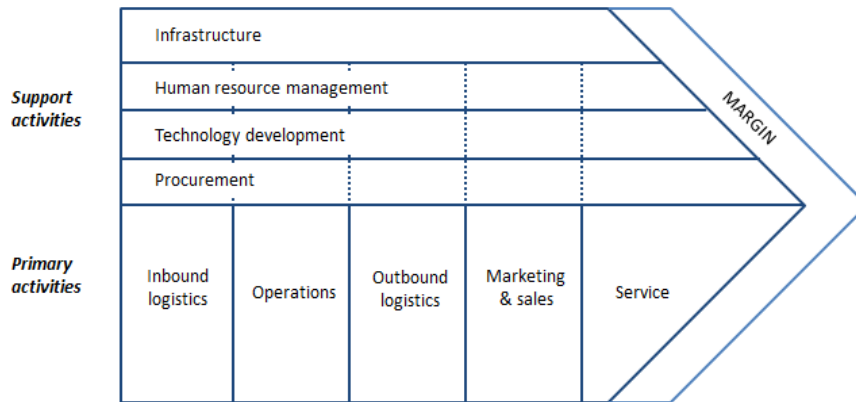 Infrastructure
Human resource management
Support
activities
Technology development
Procurement
MARGIN
Primary
activities
Inbound
logistics
Operations
Outbound
logistics
Marketing
& sales
Service